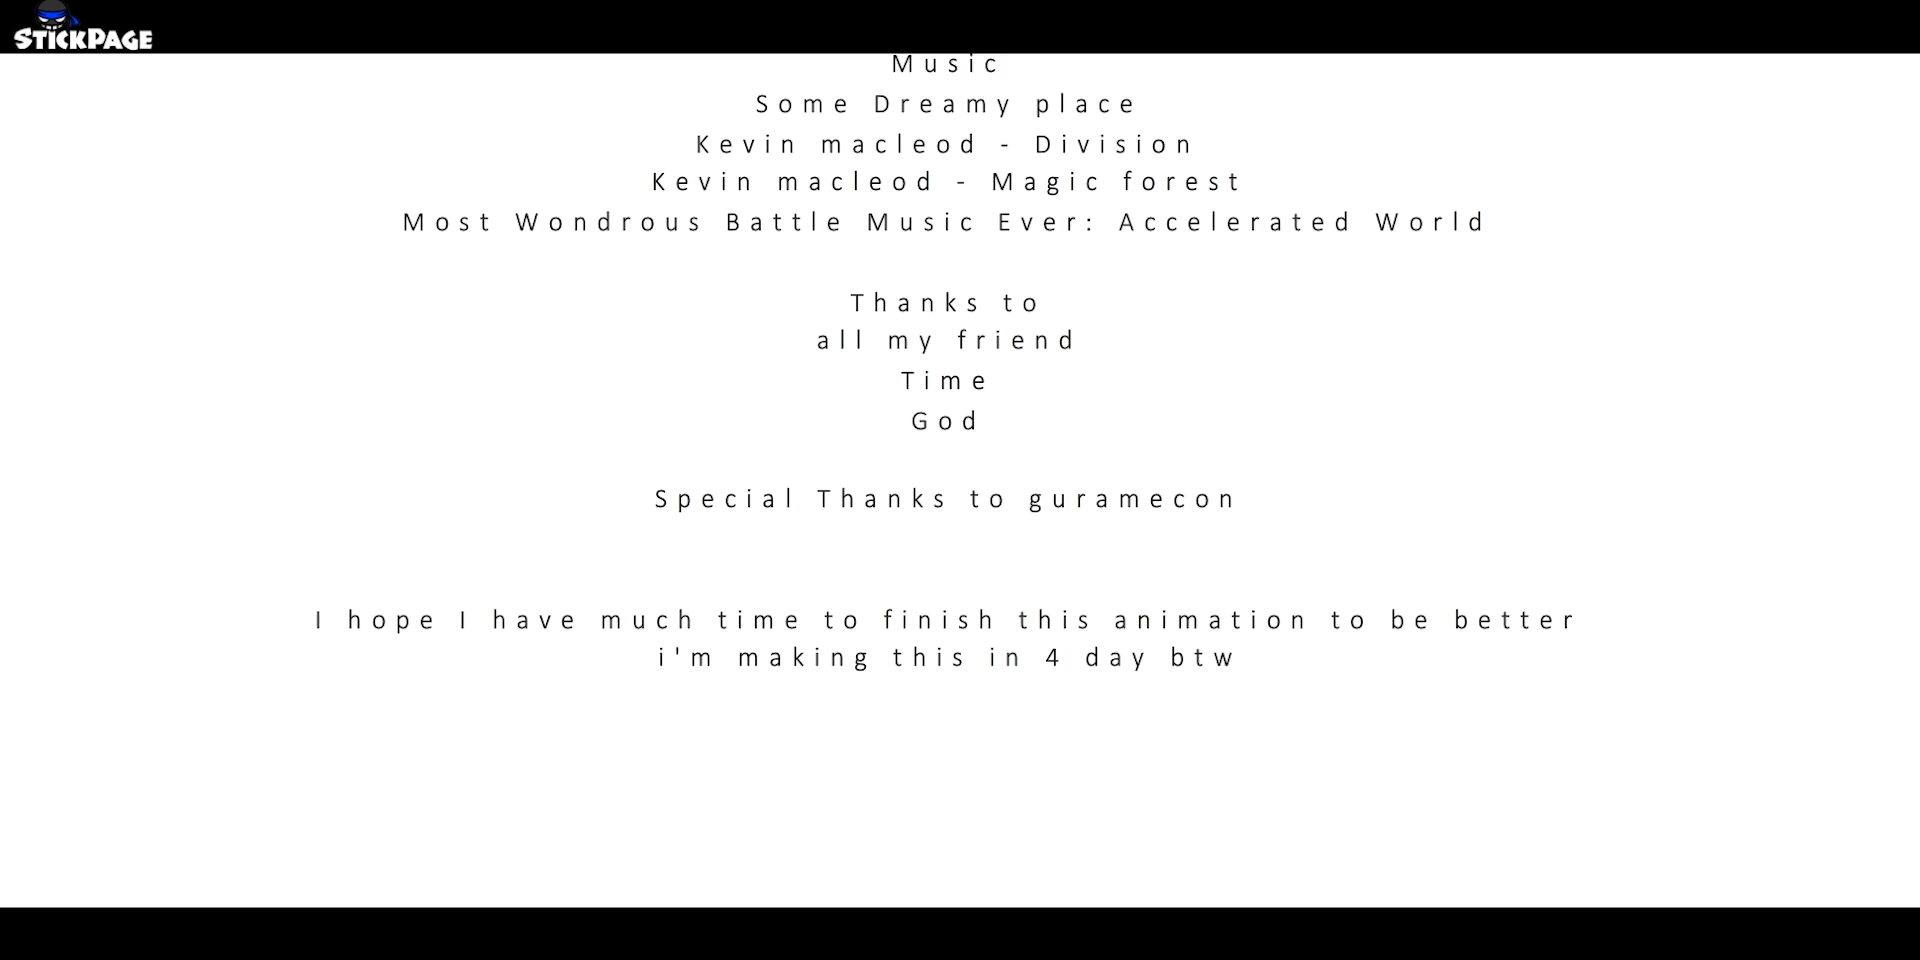 STICKPAGE
Music
Some Dreamy place
Kevin macleod - Division
Kevin macleod - Magic forest
Most Wondrous Battle Music Ever: Accelerated World
Thanks to
all my friend
Time
God
Special Thanks to guramecon
I hope I have much time to finish this animation to be better
i'm making this in 4 day btw